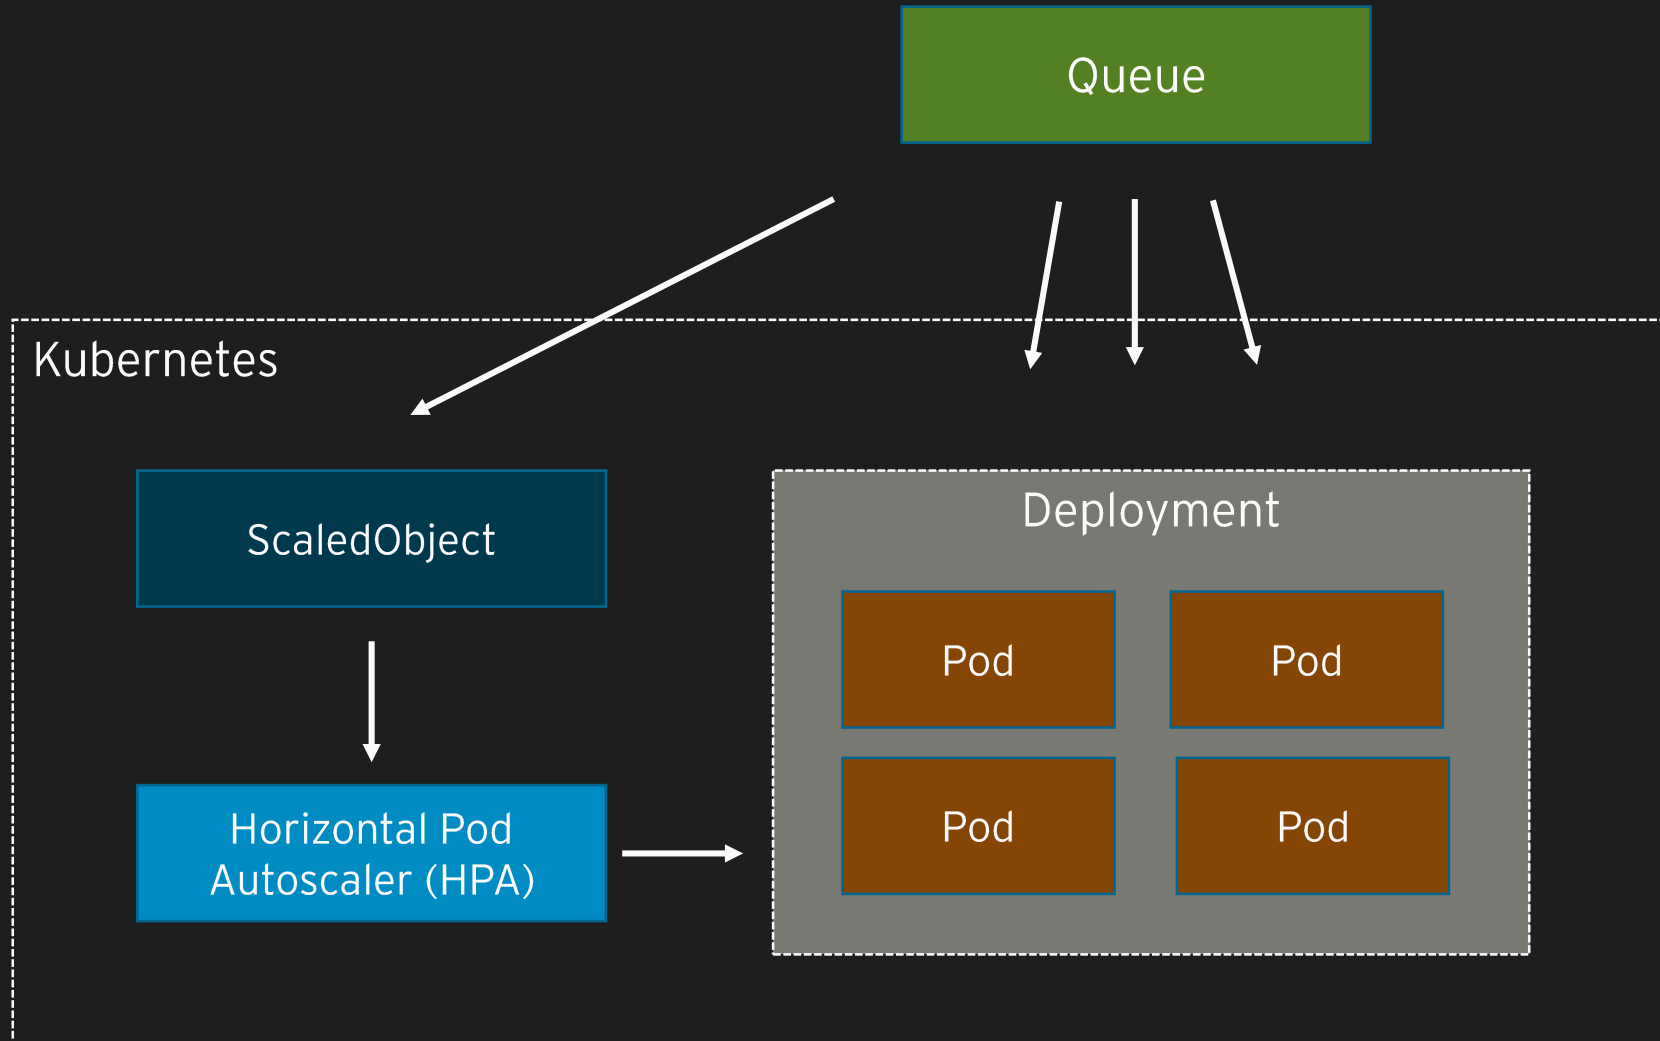 Queue
Kubernetes
ScaledObject
Deployment
Pod
Pod
Horizontal Pod
Autoscaler (HPA)
Pod
Pod